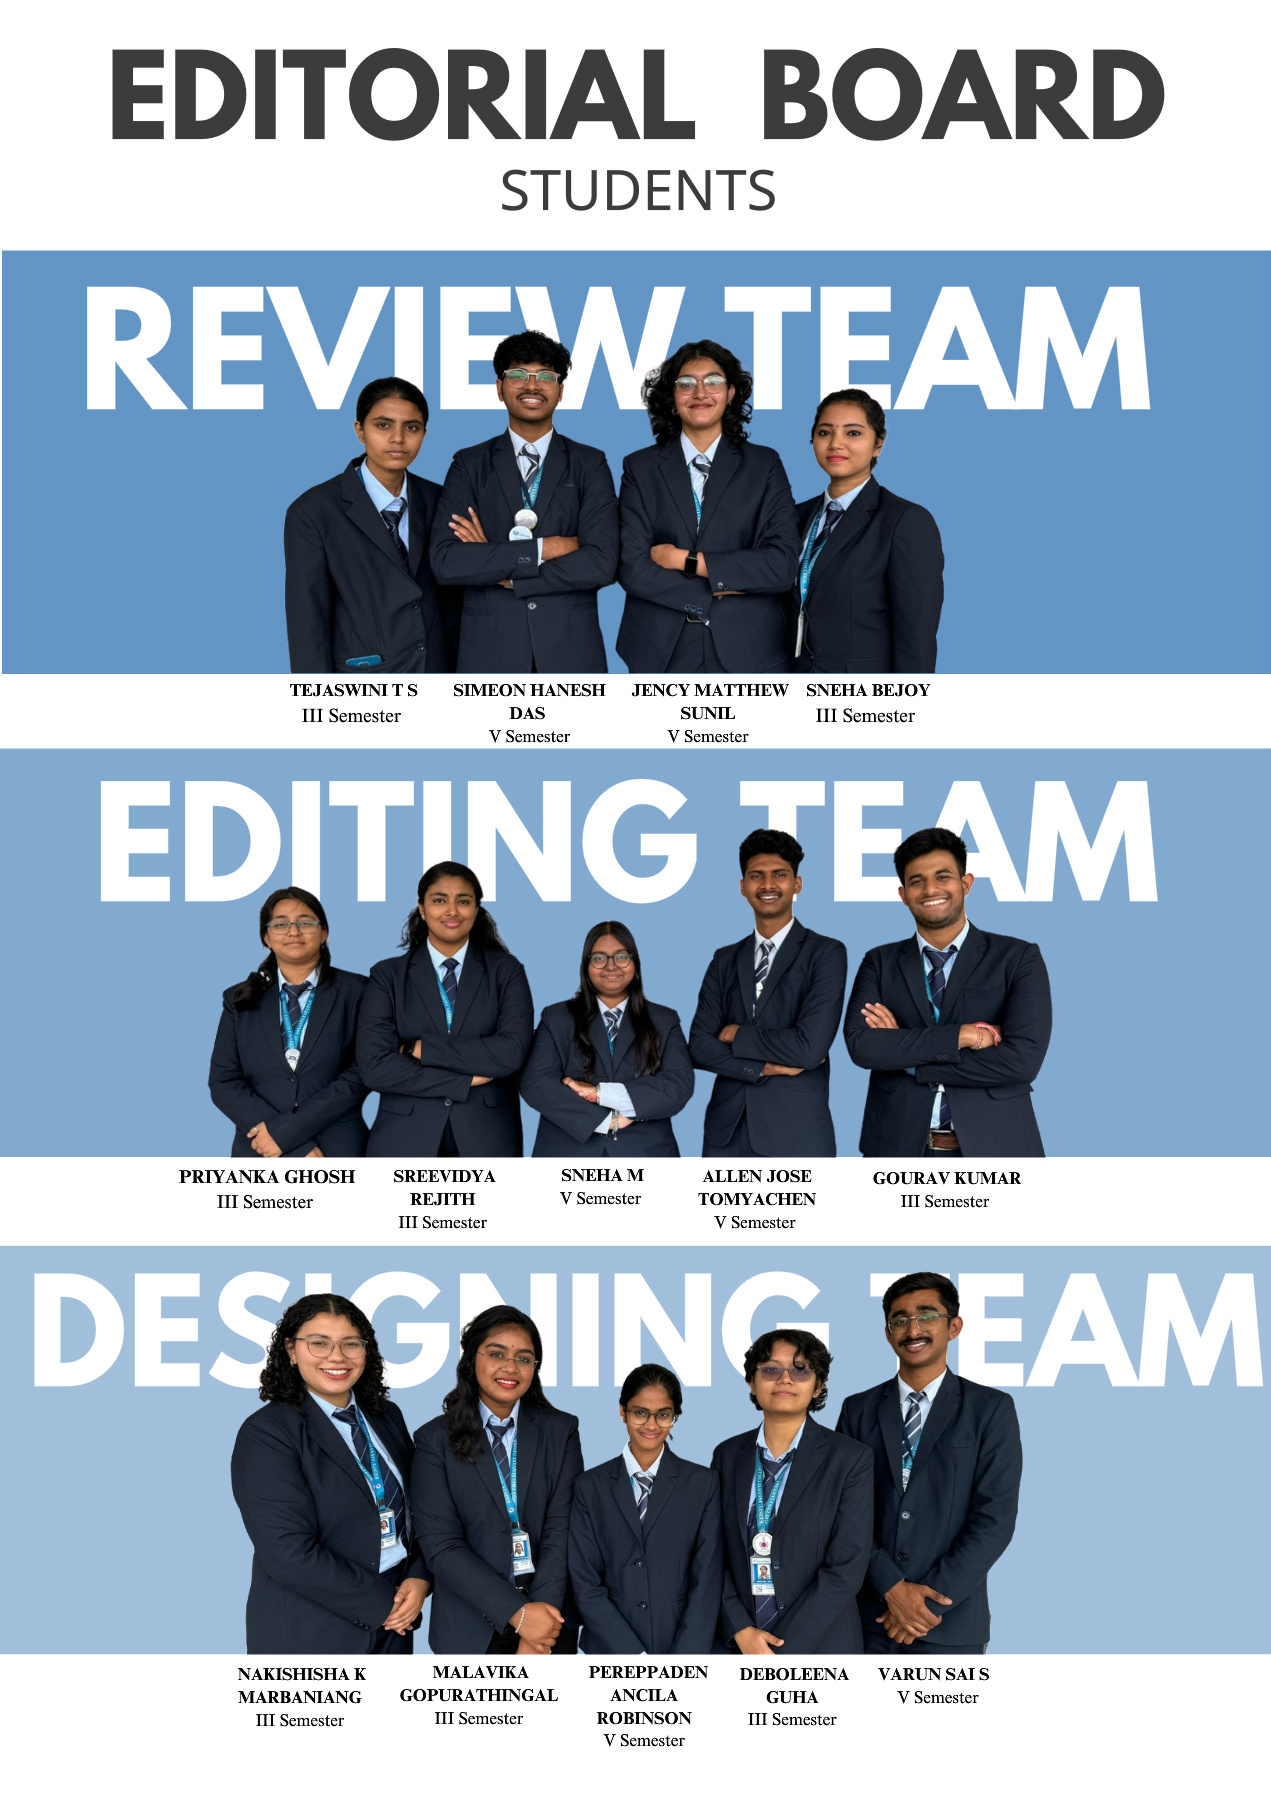 EDITORIAL BOARD
STUDENTS
REVIEW TEAM
TEJASWINI T S
III Semester
SIMEON HANESH
DAS
V Semester
JENCY MATTHEW
SUNIL
V Semester
SNEHA BEJOY
III Semester
EDITING TEAM
PRIYANKA GHOSH
III Semester
SREEVIDYA
REJITH
III Semester
SNEHA M
V Semester
ALLEN JOSE
TOMYACHEN
V Semester
GOURAV KUMAR
III Semester
DESIGNING TEAM
NAKISHISHA K
MARBANIANG
III Semester
MALAVIKA
GOPURATHINGAL
III Semester
PEREPPADEN
ANCILA
ROBINSON
V Semester
DEBOLEENA
GUHA
III Semester
VARUN SAI S
V Semester